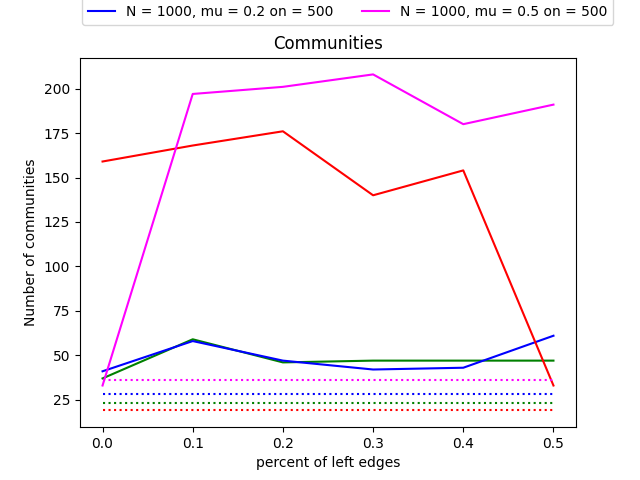 N = 1000, mu = 0.2 on = 500 N = 1000, mu = 0.5 on = 500
Communities
Number of communities
200
175
150
125
100
75
50
25
0.0 0.1 0.2 0.3 0.4 0.5
percent of left edges